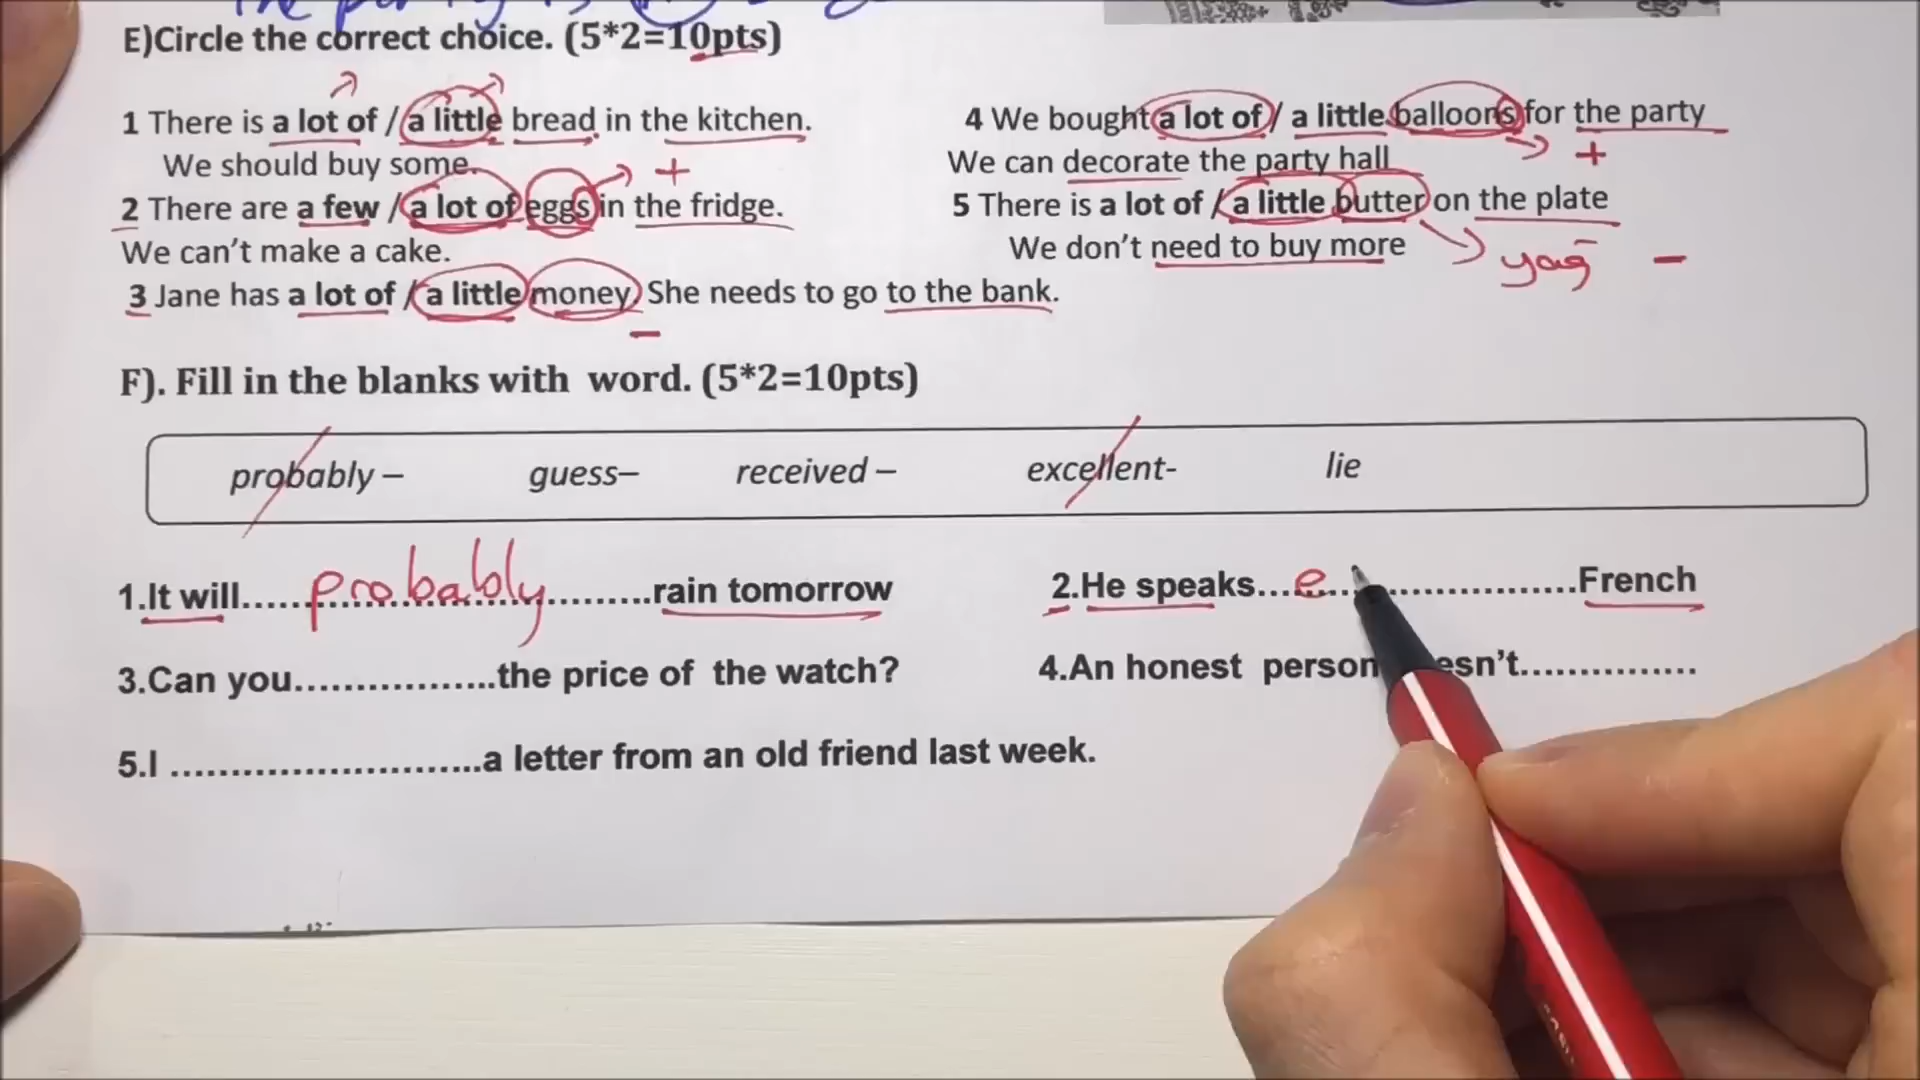 E)Circle the correct choice. (5*2=10pts)
1 There is a lot of / a little bread in the kitchen.
We should buy some.
2 There are a few / a lot of eggs in the fridge.
We can't make a cake.
3 Jane has a lot of / a little money. She needs to go to the bank.
4 We bought a lot of / a little balloons for the party
We can decorate the party hall
5 There is a lot of / a little butter on the plate
We don't need to buy more
yağ
F). Fill in the blanks with word. (5*2=10pts)
probably – guess– received – excellent- lie
1.It will.....probably..........rain tomorrow
2.He speaks...e.................French
3.Can you.................the price of the watch?
4.An honest person esn't...............
5.I ..........................a letter from an old friend last week.